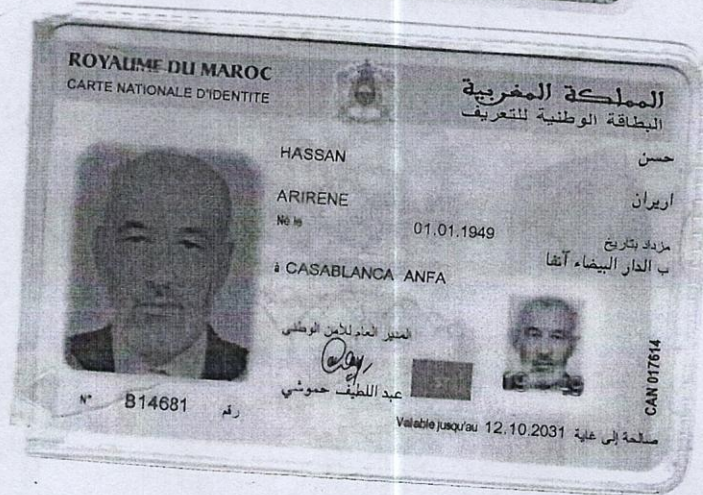 ROYAUME DU MAROC
المملكة المغربية
CARTE NATIONALE D'IDENTITE
البطاقة الوطنية للتعريف
HASSAN
حسن
ARIRENE
اريران
Né le 01.01.1949 مزداد بتاريخ
à CASABLANCA ANFA
ب الدار البيضاء آنفا
المدير العام للأمن الوطني
عبد اللطيف حموشي
N° B14681 رقم
Valable jusqu'au 12.10.2031 صالحة إلى غاية
CAN 017614